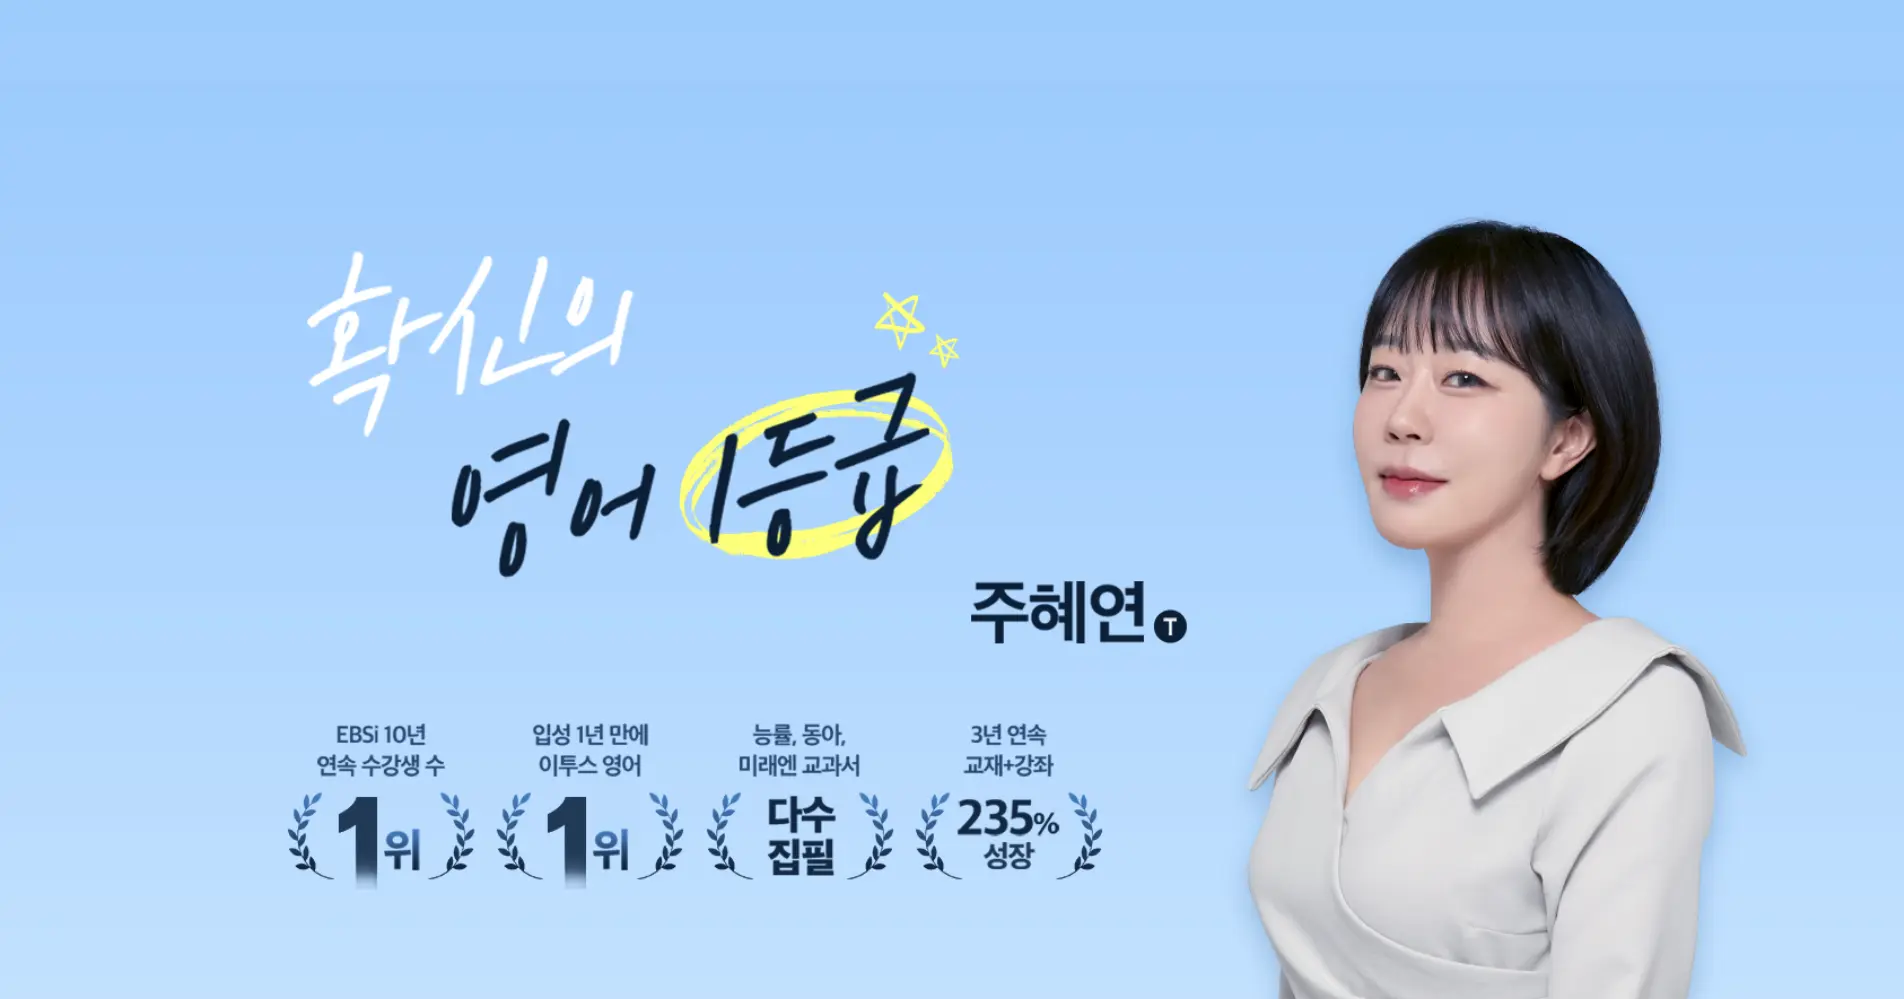 확신의
영어 1등급
주혜연 T
EBSi 10년
연속 수강생 수
1위
입성 1년 만에
이투스 영어
1위
능률, 동아,
미래엔 교과서
다수
집필
3년 연속
교재+강좌
235%
성장